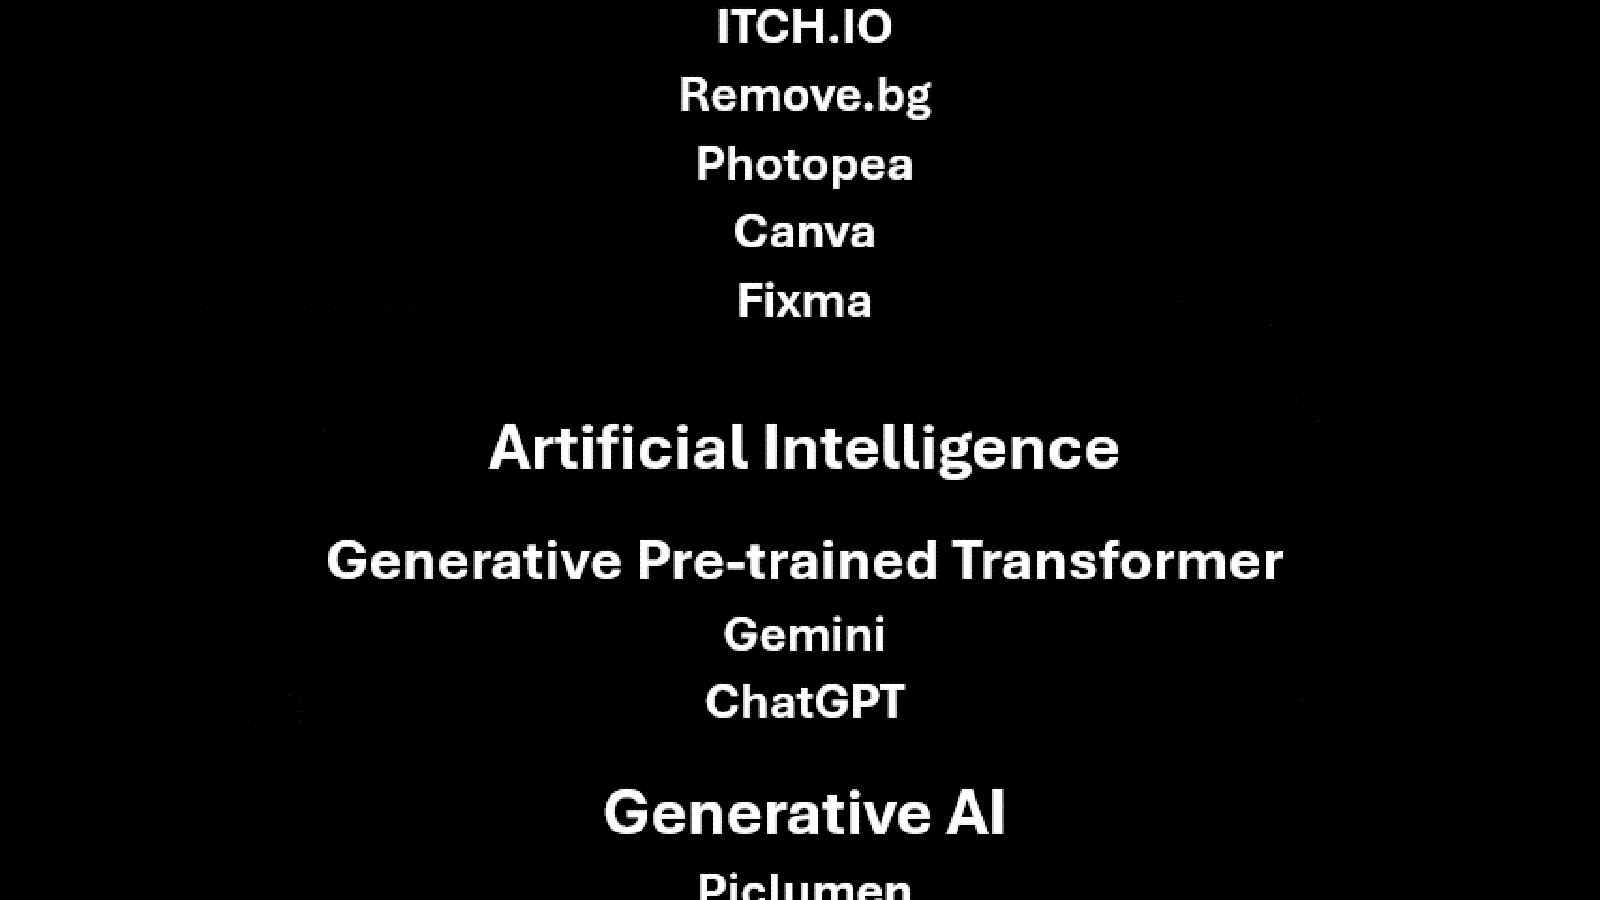 ITCH.IO
Remove.bg
Photopea
Canva
Fixma
Artificial Intelligence
Generative Pre-trained Transformer
Gemini
ChatGPT
Generative AI
Piclumen